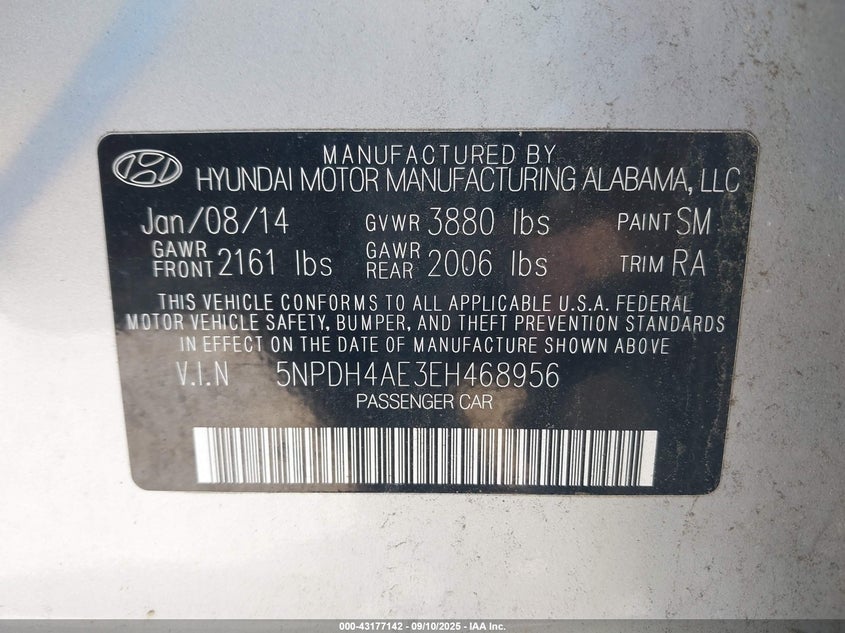 MANUFACTURED BY
HYUNDAI MOTOR MANUFACTURING ALABAMA, LLC
Jan/08/14 GVWR 3880 lbs PAINT SM
GAWR FRONT 2161 lbs GAWR REAR 2006 lbs TRIM RA
THIS VEHICLE CONFORMS TO ALL APPLICABLE U.S.A. FEDERAL
MOTOR VEHICLE SAFETY, BUMPER, AND THEFT PREVENTION STANDARDS
IN EFFECT ON THE DATE OF MANUFACTURE SHOWN ABOVE
V.I.N 5NPDH4AE3EH468956
PASSENGER CAR
000-43177142 - 09/10/2025 - IAA Inc.